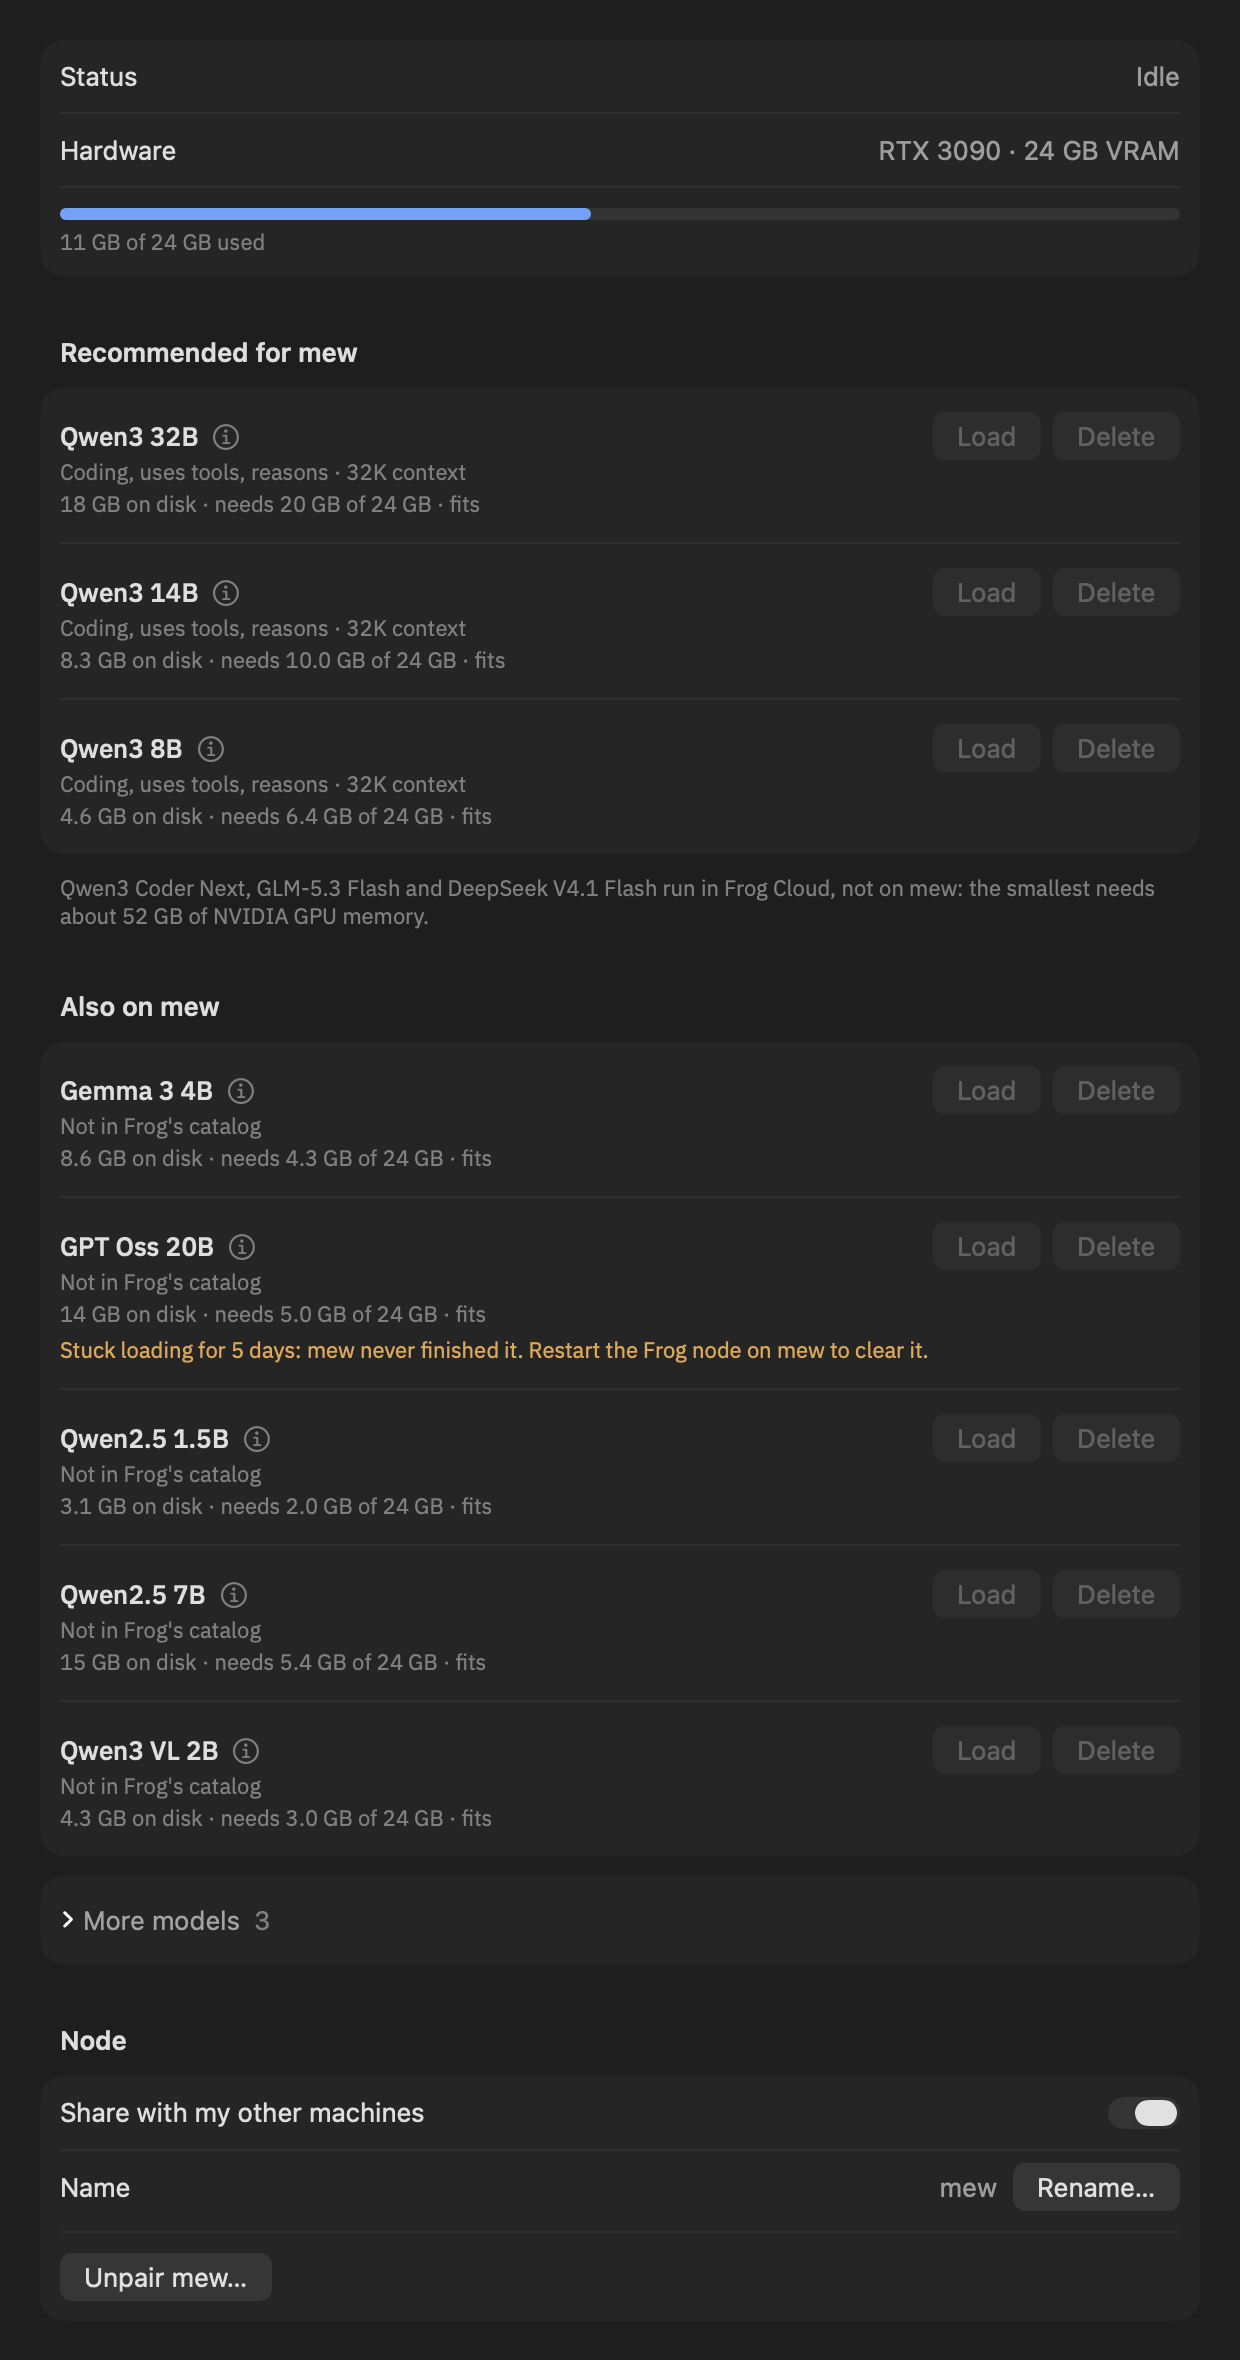 Status
Idle
Hardware
RTX 3090 · 24 GB VRAM
11 GB of 24 GB used
Recommended for mew
Qwen3 32B
Load
Delete
Coding, uses tools, reasons · 32K context
18 GB on disk · needs 20 GB of 24 GB · fits
Qwen3 14B
Load
Delete
Coding, uses tools, reasons · 32K context
8.3 GB on disk · needs 10.0 GB of 24 GB · fits
Qwen3 8B
Load
Delete
Coding, uses tools, reasons · 32K context
4.6 GB on disk · needs 6.4 GB of 24 GB · fits
Qwen3 Coder Next, GLM-5.3 Flash and DeepSeek V4.1 Flash run in Frog Cloud, not on mew: the smallest needs
about 52 GB of NVIDIA GPU memory.
Also on mew
Gemma 3 4B
Load
Delete
Not in Frog's catalog
8.6 GB on disk · needs 4.3 GB of 24 GB · fits
GPT Oss 20B
Load
Delete
Not in Frog's catalog
14 GB on disk · needs 5.0 GB of 24 GB · fits
Stuck loading for 5 days: mew never finished it. Restart the Frog node on mew to clear it.
Qwen2.5 1.5B
Load
Delete
Not in Frog's catalog
3.1 GB on disk · needs 2.0 GB of 24 GB · fits
Qwen2.5 7B
Load
Delete
Not in Frog's catalog
15 GB on disk · needs 5.4 GB of 24 GB · fits
Qwen3 VL 2B
Load
Delete
Not in Frog's catalog
4.3 GB on disk · needs 3.0 GB of 24 GB · fits
More models 3
Node
Share with my other machines
Name
mew
Rename...
Unpair mew...